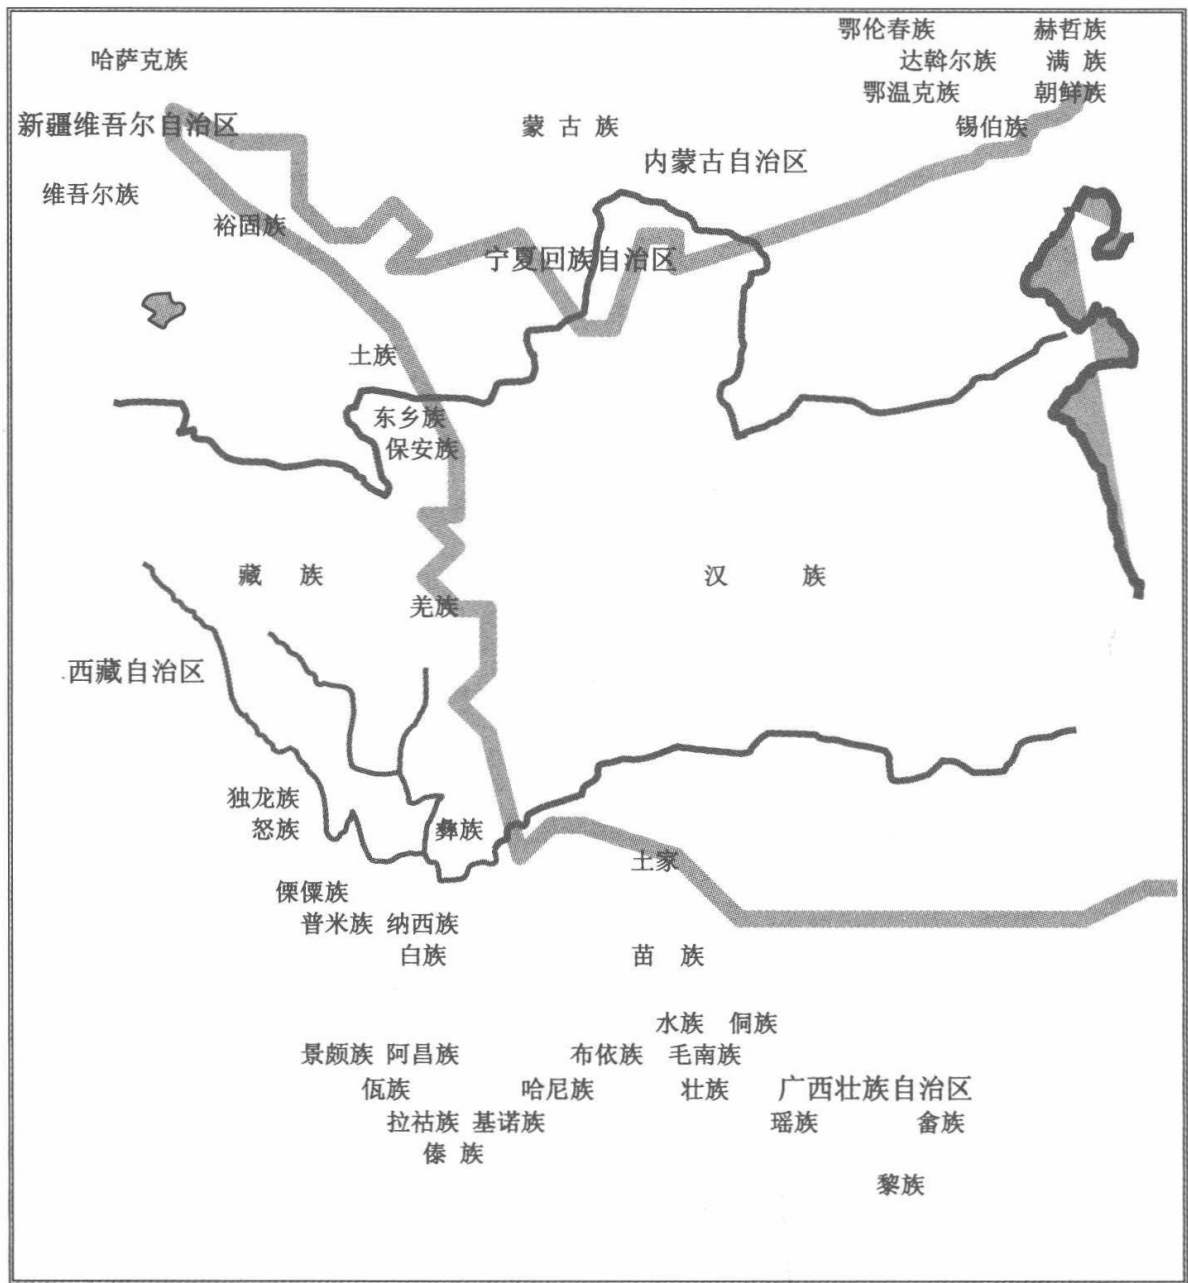 鄂伦春族 赫哲族
哈萨克族 达斡尔族 满 族
鄂温克族 朝鲜族
新疆维吾尔自治区 蒙 古 族 锡伯族
内蒙古自治区
维吾尔族
裕固族
宁夏回族自治区
土族
东乡族
保安族
藏 族 汉 族
羌族
西藏自治区
独龙族
怒族 彝族
土家
傈僳族
普米族 纳西族
白族 苗 族
水族 侗族
景颇族 阿昌族 布依族 毛南族
佤族 哈尼族 壮族 广西壮族自治区
拉祜族 基诺族 瑶族 畲族
傣 族
黎族